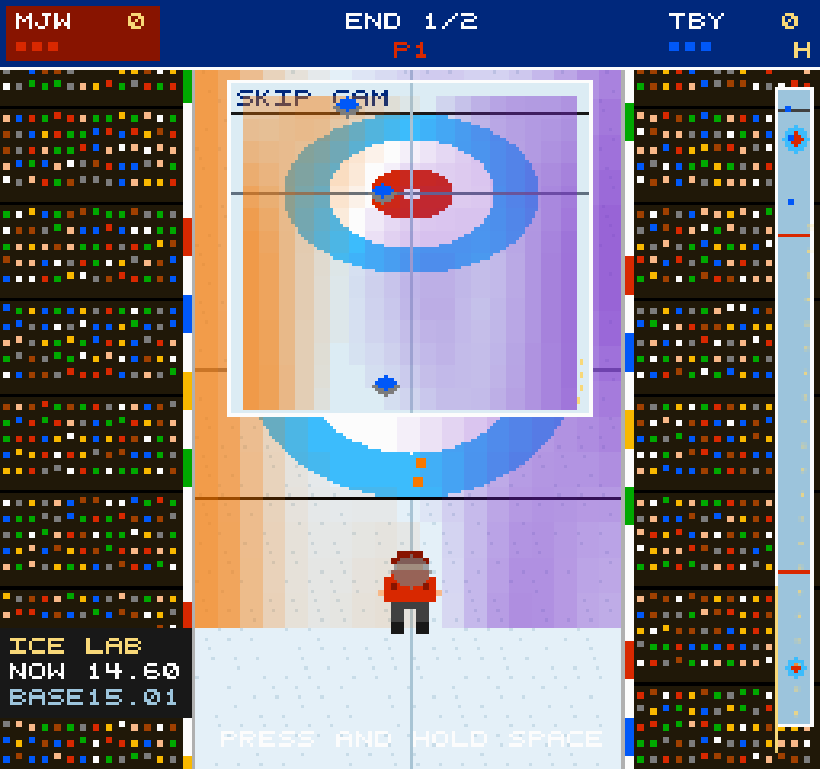 MJW 0
END 1/2
P1
TBY 0
H
SKIP CAM
ICE LAB
NOW 14.60
BASE15.01
PRESS AND HOLD SPACE